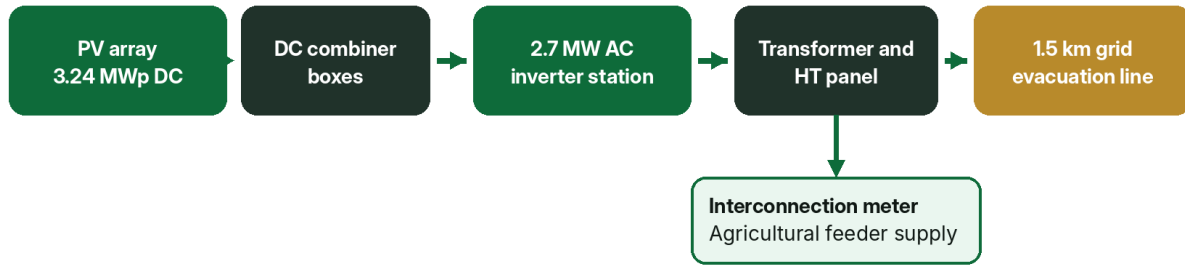 PV array
3.24 MWp DC
DC combiner
boxes
2.7 MW AC
inverter station
Transformer and
HT panel
1.5 km grid
evacuation line
Interconnection meter
Agricultural feeder supply